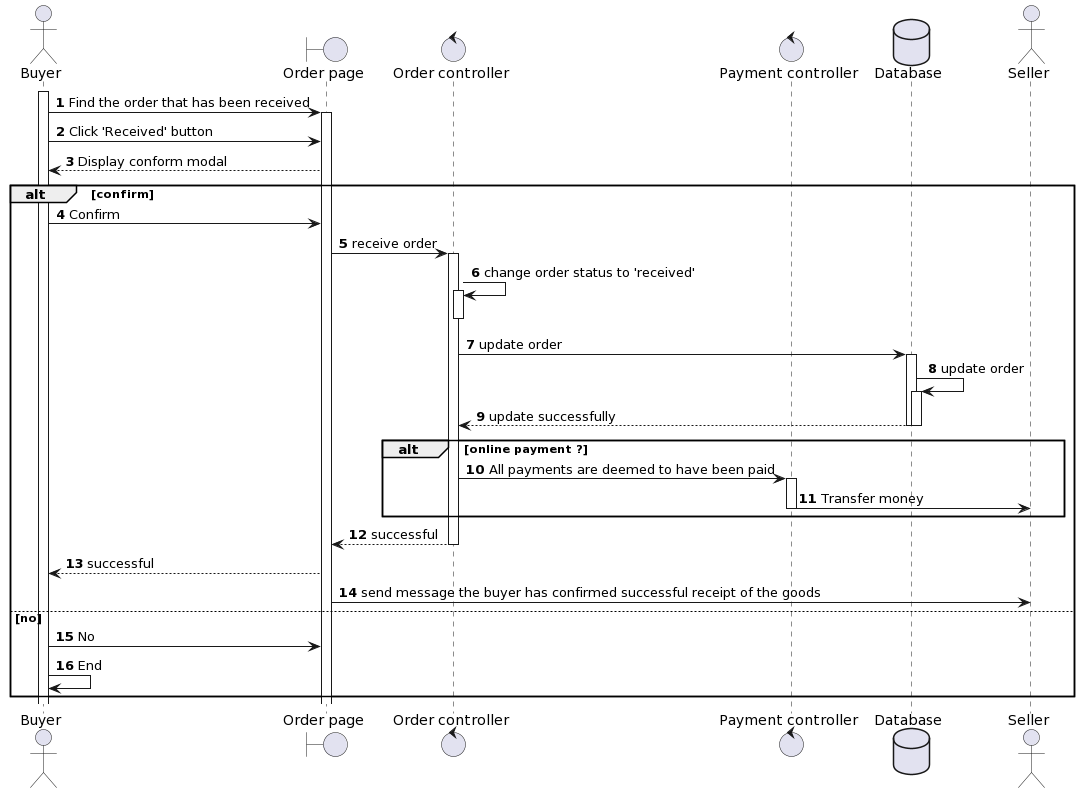 Buyer
Order page
Order controller
Payment controller
Database
Seller
1 Find the order that has been received
2 Click 'Received' button
3 Display conform modal
alt [confirm]
4 Confirm
5 receive order
6 change order status to 'received'
7 update order
8 update order
9 update successfully
alt [online payment ?]
10 All payments are deemed to have been paid
11 Transfer money
12 successful
13 successful
14 send message the buyer has confirmed successful receipt of the goods
[no]
15 No
16 End
Buyer
Order page
Order controller
Payment controller
Database
Seller